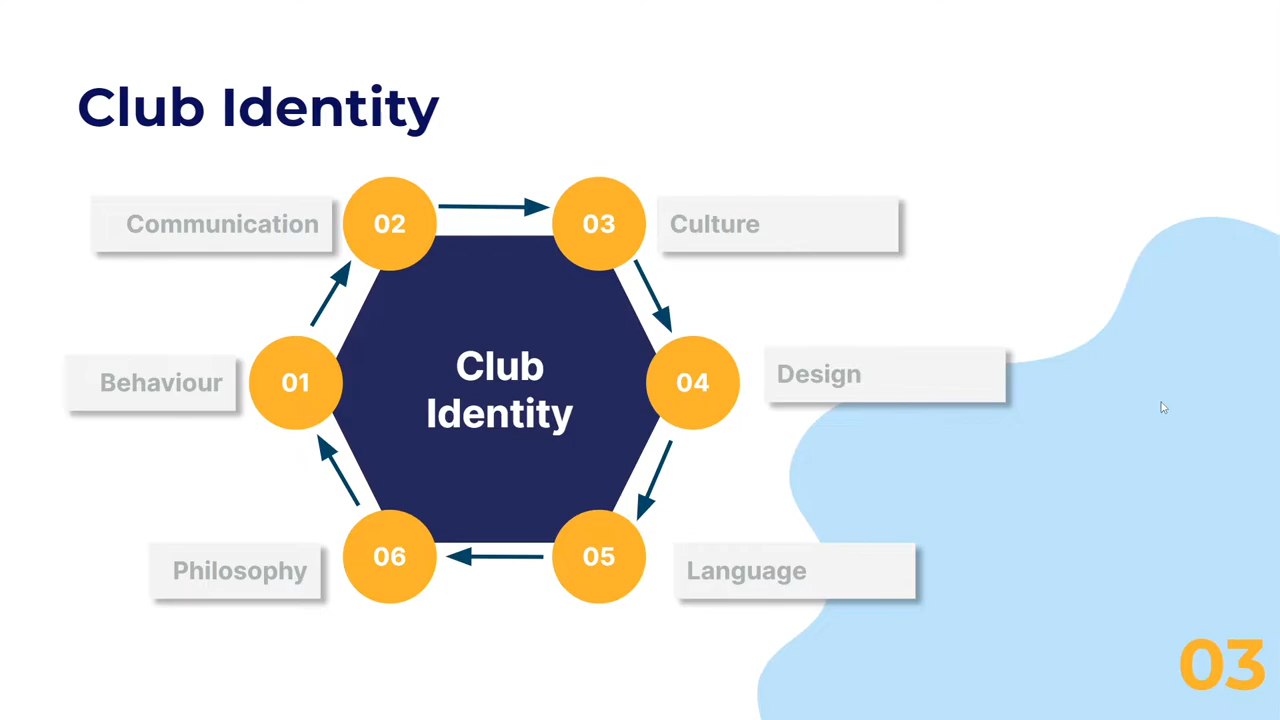 Club Identity
Communication
02
03
Culture
Behaviour
01
Club
Identity
04
Design
Philosophy
06
05
Language
03